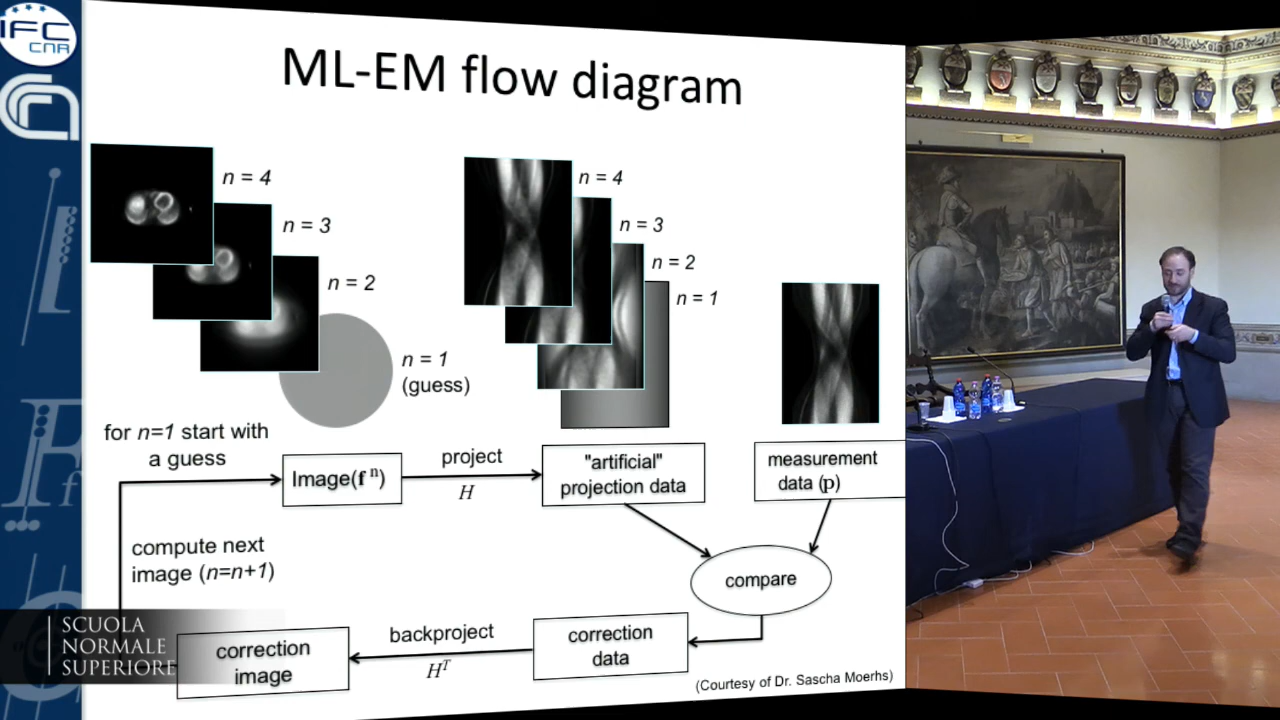 IFC
CNR
ML-EM flow diagram
n = 4
n = 3
n = 2
n = 1
(guess)
n = 4
n = 3
n = 2
n = 1
for n=1 start with
a guess
Image(f n)
project
H
"artificial"
projection data
measurement
data (p)
compute next
image (n=n+1)
compare
correction
data
backproject
H^T
correction
image
SCUOLA
NORMALE
SUPERIORE
(Courtesy of Dr. Sascha Moerhs)